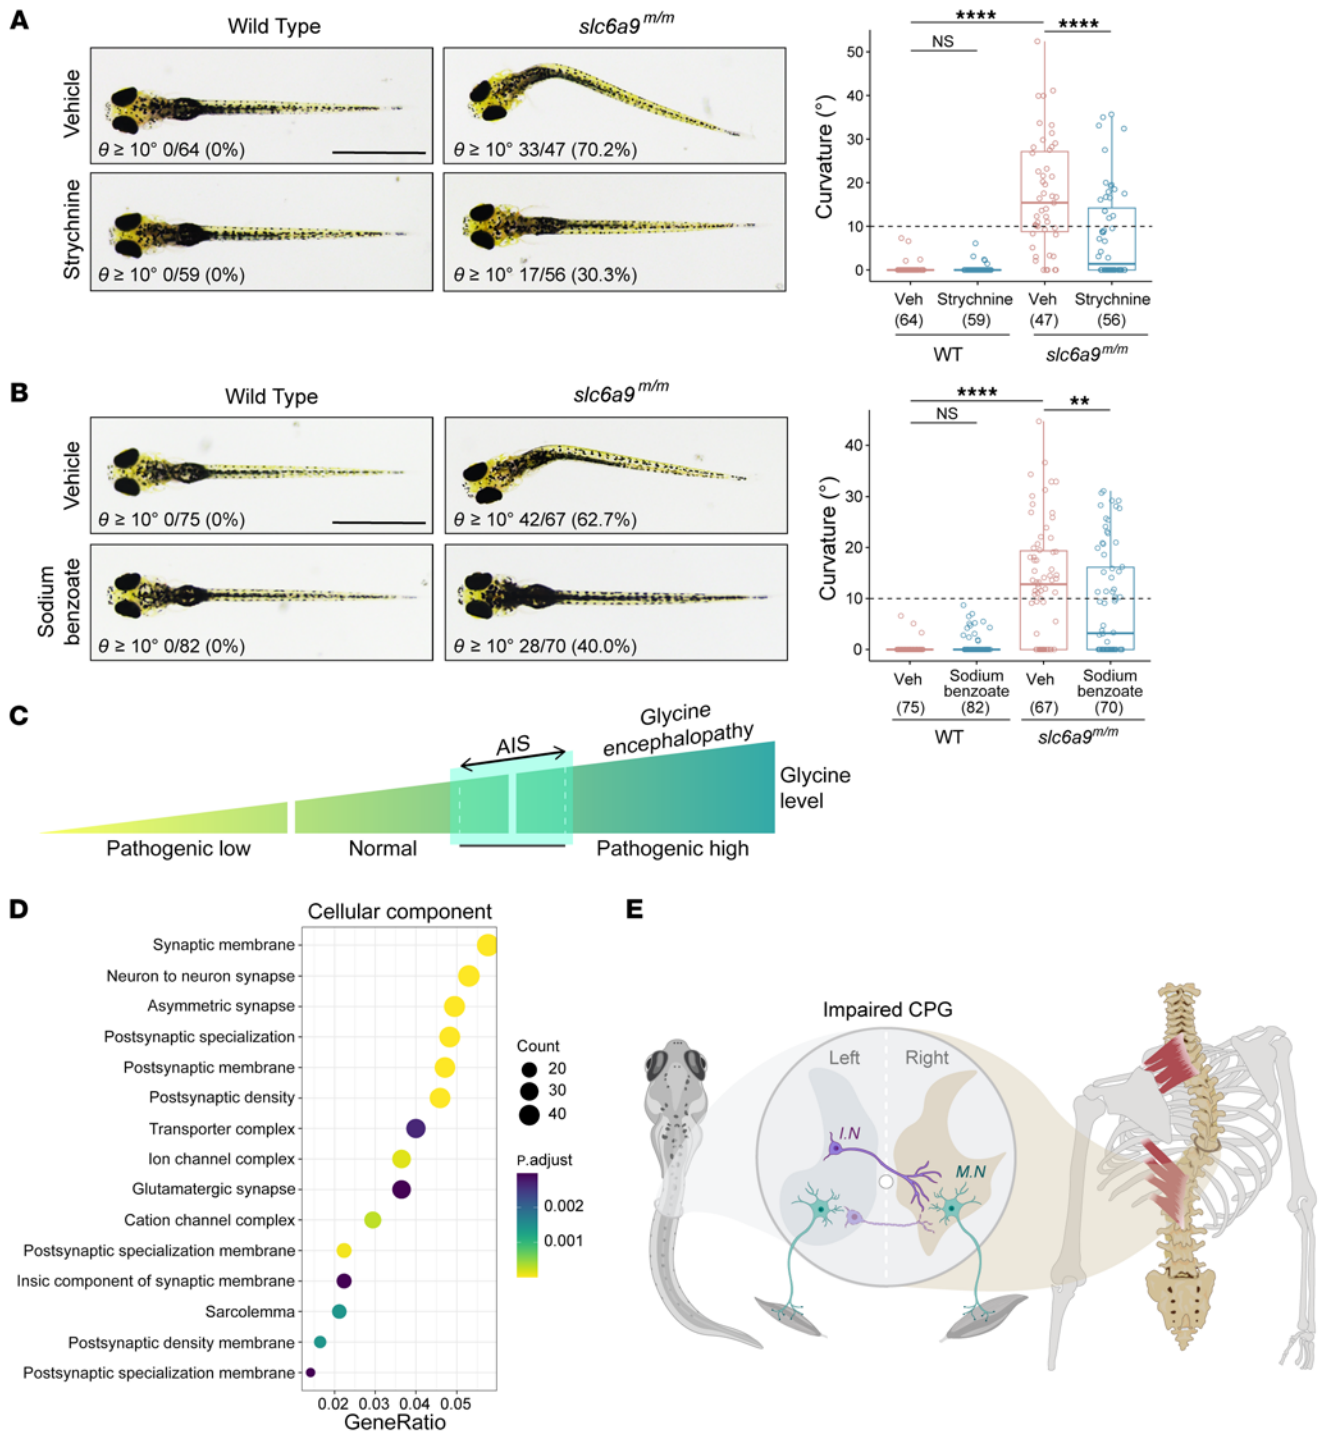 A
Wild Type
slc6a9 m/m
Vehicle
θ ≥ 10° 0/64 (0%)
θ ≥ 10° 33/47 (70.2%)
Strychnine
θ ≥ 10° 0/59 (0%)
θ ≥ 10° 17/56 (30.3%)
****
****
NS
Curvature (°)
50
40
30
20
10
0
Veh
Strychnine
Veh
Strychnine
(64)
(59)
(47)
(56)
WT
slc6a9 m/m
B
Wild Type
slc6a9 m/m
Vehicle
θ ≥ 10° 0/75 (0%)
θ ≥ 10° 42/67 (62.7%)
Sodium
benzoate
θ ≥ 10° 0/82 (0%)
θ ≥ 10° 28/70 (40.0%)
****
**
NS
Curvature (°)
40
30
20
10
0
Veh
Sodium
benzoate
Veh
Sodium
benzoate
(75)
(82)
(67)
(70)
WT
slc6a9 m/m
C
AIS
Glycine
encephalopathy
Glycine
level
Pathogenic low
Normal
Pathogenic high
D
Cellular component
Synaptic membrane
Neuron to neuron synapse
Asymmetric synapse
Postsynaptic specialization
Postsynaptic membrane
Postsynaptic density
Transporter complex
Ion channel complex
Glutamatergic synapse
Cation channel complex
Postsynaptic specialization membrane
Insic component of synaptic membrane
Sarcolemma
Postsynaptic density membrane
Postsynaptic specialization membrane
0.02 0.03 0.04 0.05
GeneRatio
Count
20
30
40
P.adjust
0.002
0.001
E
Impaired CPG
Left
Right
I.N
M.N